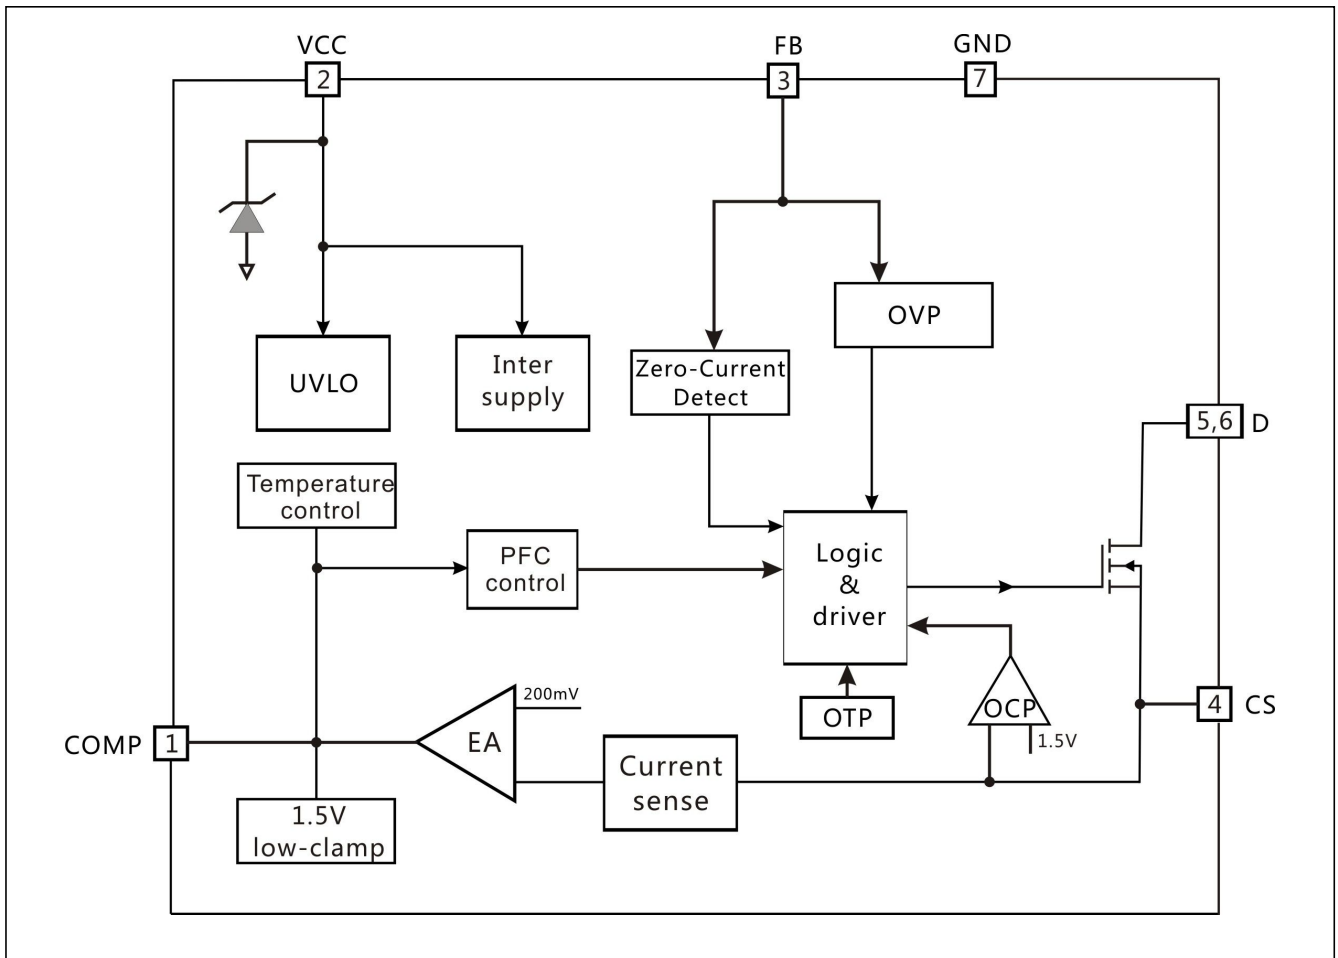 VCC
FB
GND
2
3
7
OVP
Inter
supply
UVLO
Zero-Current
Detect
5,6
D
Temperature
control
PFC
control
Logic
&
driver
200mV
OTP
OCP
4
CS
COMP
1
EA
1.5V
Current
sense
1.5V
low-clamp